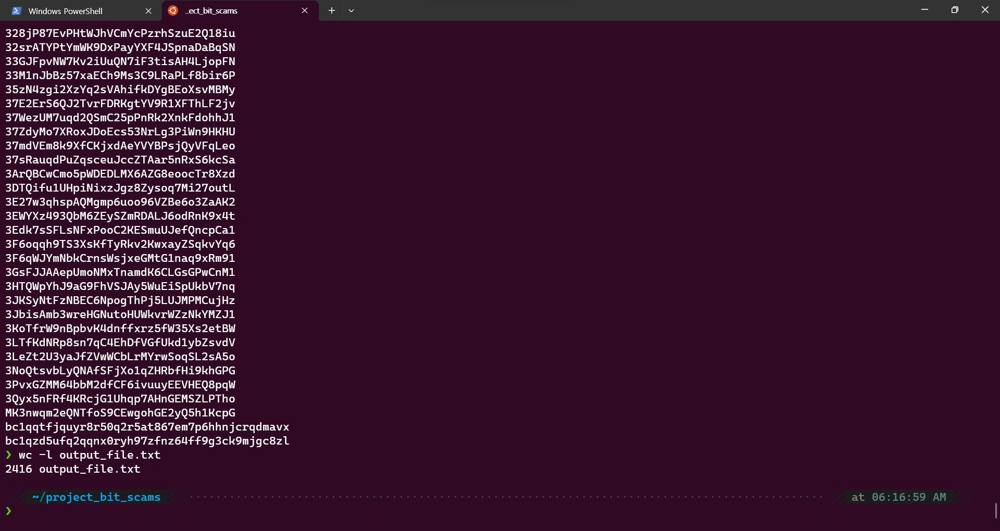 Windows PowerShell
..ect_bit_scams
328jP87EvPHtWJhVCmYcPzrhSzuE2Q18iu
32srATYPtYmWK9DxPayYXF4JSpnaDaBqSN
33GJFpvNW7Kv2iUuQN7iF3tisAH4LjopFN
33M1nJbBz57xaECh9Ms3C9LRaPLf8bir6P
35zN4zgi2XzYq2sVAhifkDYgBEoXsvMBMy
37E2ErS6QJ2TvrFDRKgtYV9R1XFThLF2jv
37WezUM7uqd2QSmC25pPnRk2XnkFdohhJ1
37ZdyMo7XRoxJDoEcs53NrLg3PiWn9HKHU
37mdVEm8k9XfCKjxdAeYVYBPsjQyVFqLeo
37sRauqdPuZqsceuJccZTAar5nRxS6kcSa
3ArQBCwCmo5pWDEDLMX6AZG8eoocTr8Xzd
3DTQifu1UHpiNixzJgz8Zysoq7Mi27outL
3E27w3qhspAQMgmp6uoo96VZBe6o3ZaAK2
3EWYXz493QbM6ZEySZmRDALJ6odRnK9x4t
3Edk7sSFLsNFxPooC2KESmuUJefQncpCa1
3F6oqqh9TS3XsKfTyRkv2KwxayZSqkvYq6
3F6qWJYmNbkCrnsWsjxeGMtG1naq9xRm91
3GsFJJAAepUmoNMxTnamdK6CLGsGPwCnM1
3HTQWpYhJ9aG9FhVSJAy5WuEiSpUkbV7nq
3JKSyNtFzNBEC6NpogThPj5LUJMPMCujHz
3JbisAmb3wreHGNutoHUWkvrWZzNkYMZJ1
3KoTfrW9nBpbvK4dnffxrz5fW35Xs2etBW
3LTfKdNRp8sn7qC4EhDfVGfUkd1ybZsvdV
3LeZt2U3yaJfZVwWCbLrMYrwSoqSL2sA5o
3NoQtsvbLyQNAfSFjXo1qZHRbfHi9khGPG
3PvxGZMM64bbM2dfCF6ivuuyEEVHEQ8pqW
3Qyx5nFRf4KRcjG1Uhqp7AHnGEMSZLPTho
MK3nwqm2eQNTfoS9CEwgohGE2yQ5h1KcpG
bc1qqtfjquyr8r50q2r5at867em7p6hhnjcrqdmavx
bc1qzd5ufq2qqnx0ryh97zfnz64ff9g3ck9mjgc8zl
❯ wc -l output_file.txt
2416 output_file.txt
~/project_bit_scams at 06:16:59 AM
❯